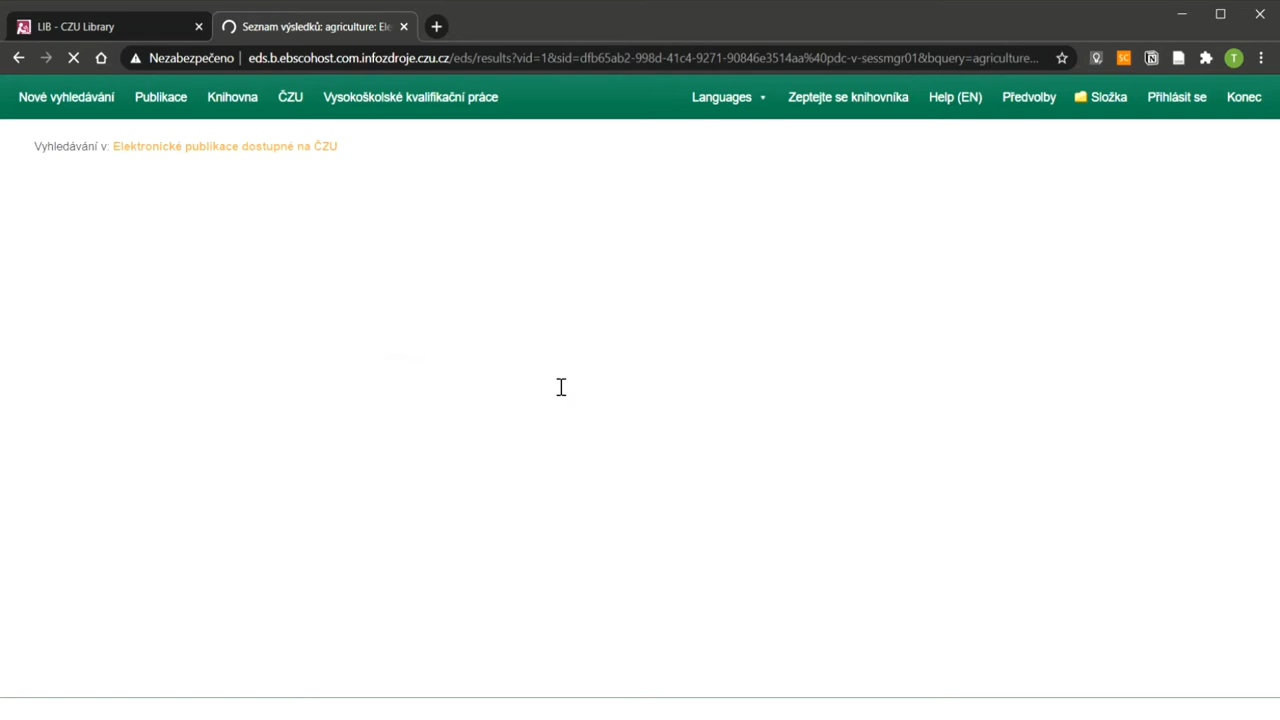 LIB - CZU Library
Seznam výsledků: agriculture: Ele
Nezabezpečeno
eds.b.ebscohost.com.infozdroje.czu.cz/eds/results?vid=1&sid=dfb65ab2-998d-41c4-9271-90846e3514aa%40pdc-v-sessmgr01&bquery=agriculture...
SC
T
Nové vyhledávání Publikace Knihovna ČZU Vysokoškolské kvalifikační práce Languages Zeptejte se knihovníka Help (EN) Předvolby Složka Přihlásit se Konec
Vyhledávání v: Elektronické publikace dostupné na ČZU